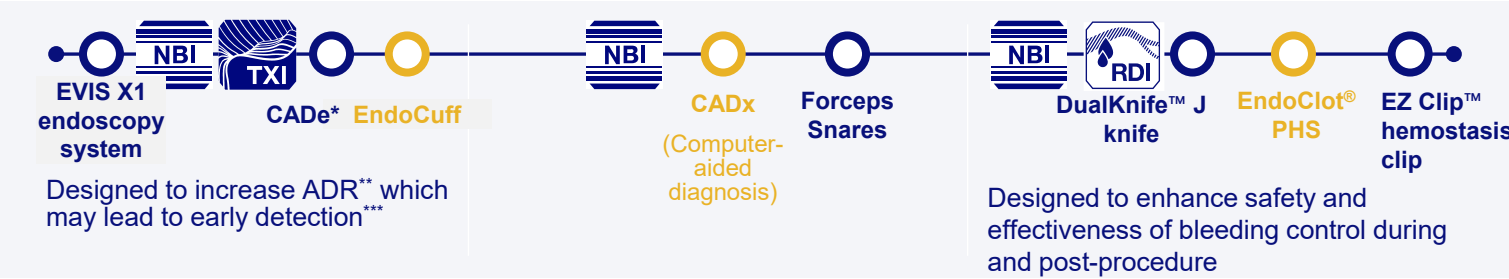 NBI
TXI
EVIS X1
endoscopy
system
CADe*
EndoCuff
Designed to increase ADR** which
may lead to early detection***
NBI
CADx
(Computer-
aided
diagnosis)
Forceps
Snares
NBI
RDI
DualKnife™ J
knife
EndoClot®
PHS
EZ Clip™
hemostasis
clip
Designed to enhance safety and
effectiveness of bleeding control during
and post-procedure